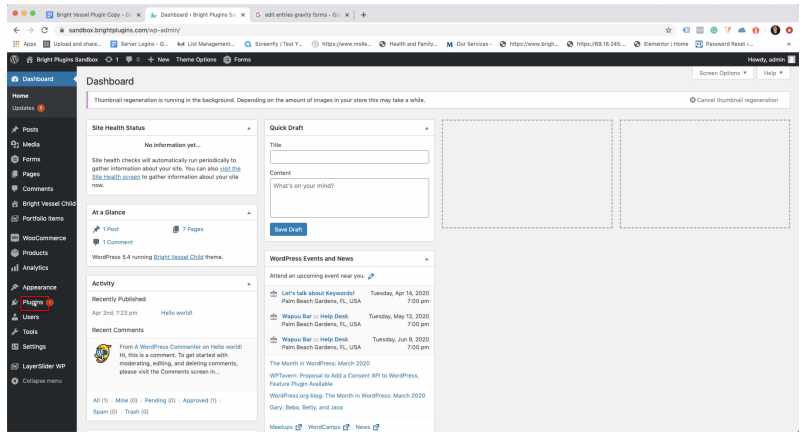 Bright Vessel Plugin Copy – Go
Dashboard ‹ Bright Plugins Sa
edit entries gravity forms - Go
sandbox.brightplugins.com/wp-admin/
Apps
Upload and share...
Server Logins – G...
List Management...
Screenfly / Test Y...
https://www.molle...
Health and Family...
Our Services ‹
https://www.brigh...
https://69.16.245....
Elementor | Home
Password Reset ‹...
»
Bright Plugins Sandbox
1
0
+ New
Theme Options
Forms
Howdy, admin
Dashboard
Home
Updates 1
Posts
Media
Forms
Pages
Comments
Bright Vessel Child
Portfolio Items
WooCommerce
Products
Analytics
Appearance
Plugins 1
Users
Tools
Settings
LayerSlider WP
Collapse menu
Screen Options
Help
Dashboard
Thumbnail regeneration is running in the background. Depending on the amount of images in your store this may take a while.
Cancel thumbnail regeneration
Site Health Status
No information yet...
Site health checks will automatically run periodically to
gather information about your site. You can also visit the
Site Health screen to gather information about your site
now.
At a Glance
1 Post
7 Pages
1 Comment
WordPress 5.4 running Bright Vessel Child theme.
Activity
Recently Published
Apr 2nd, 1:23 pm
Hello world!
Recent Comments
From A WordPress Commenter on Hello world!
Hi, this is a comment. To get started with
moderating, editing, and deleting comments,
please visit the Comments screen in...
All (1) | Mine (0) | Pending (0) | Approved (1) |
Spam (0) | Trash (0)
Quick Draft
Title
Content
What's on your mind?
Save Draft
WordPress Events and News
Attend an upcoming event near you.
Let's talk about Keywords!
Tuesday, Apr 14, 2020
Palm Beach Gardens, FL, USA
7:00 pm
Wapuu Bar :: Help Desk
Tuesday, May 12, 2020
Palm Beach Gardens, FL, USA
7:00 pm
Wapuu Bar :: Help Desk
Tuesday, Jun 9, 2020
Palm Beach Gardens, FL, USA
7:00 pm
The Month in WordPress: March 2020
WPTavern: Proposal to Add a Consent API to WordPress,
Feature Plugin Available
WordPress.org blog: The Month in WordPress: March 2020
Gary: Bebo, Betty, and Jaco
Meetups | WordCamps | News